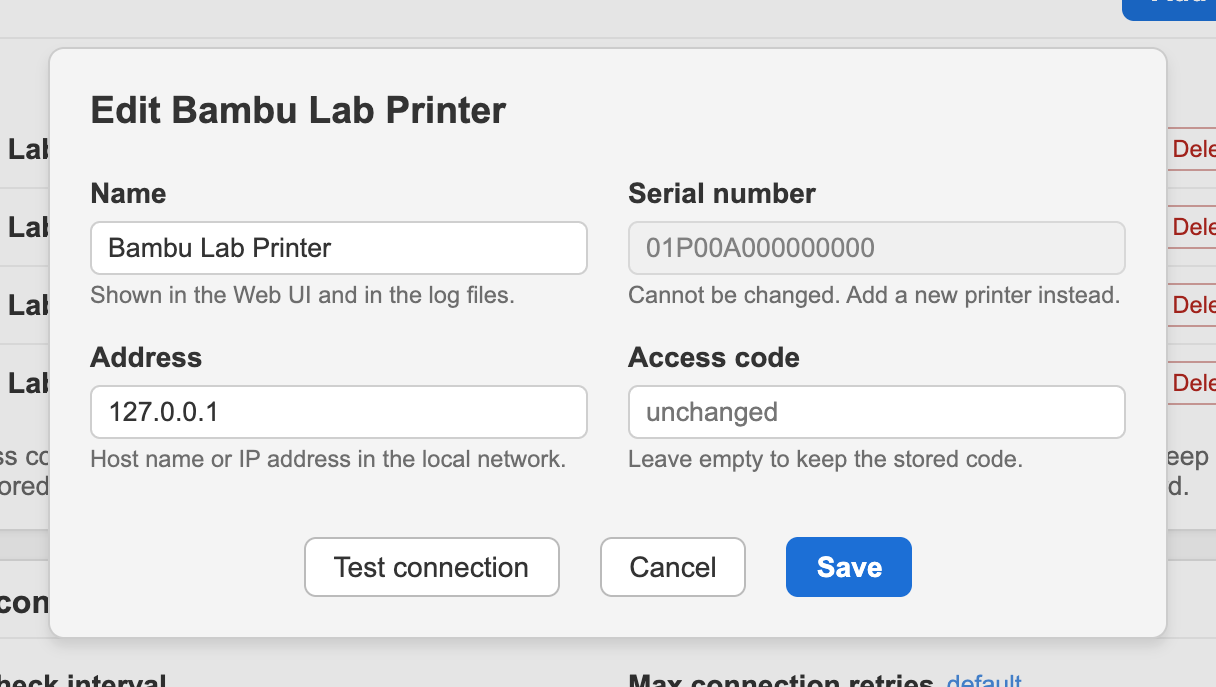 Edit Bambu Lab Printer
Name
Serial number
Bambu Lab Printer
01P00A000000000
Shown in the Web UI and in the log files.
Cannot be changed. Add a new printer instead.
Address
Access code
127.0.0.1
unchanged
Host name or IP address in the local network.
Leave empty to keep the stored code.
Test connection
Cancel
Save
Max connection retries default